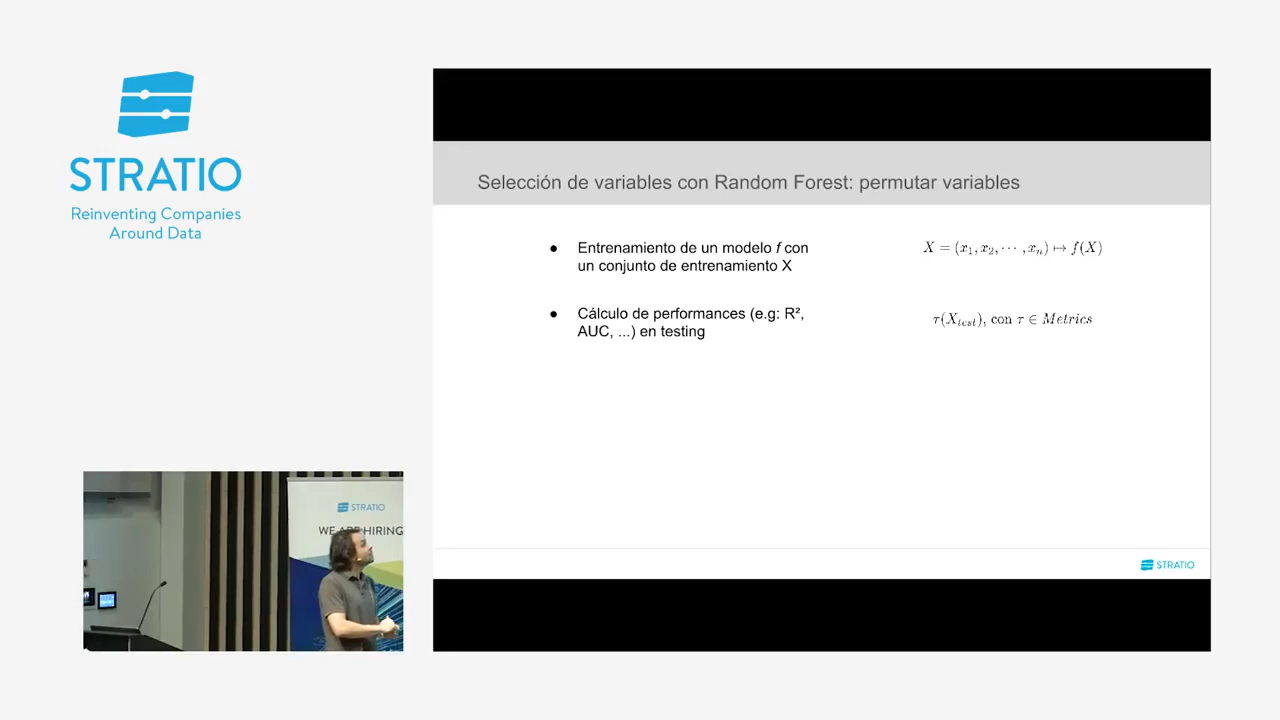 STRATIO
Reinventing Companies
Around Data
Selección de variables con Random Forest: permutar variables
● Entrenamiento de un modelo f con
un conjunto de entrenamiento X
X = (x₁, x₂, ⋯ , xₙ) ↦ f(X)
● Cálculo de performances (e.g: R²,
AUC, ...) en testing
τ(X_{test}), con τ ∈ Metrics
STRATIO
WE ARE HIRING
STRATIO